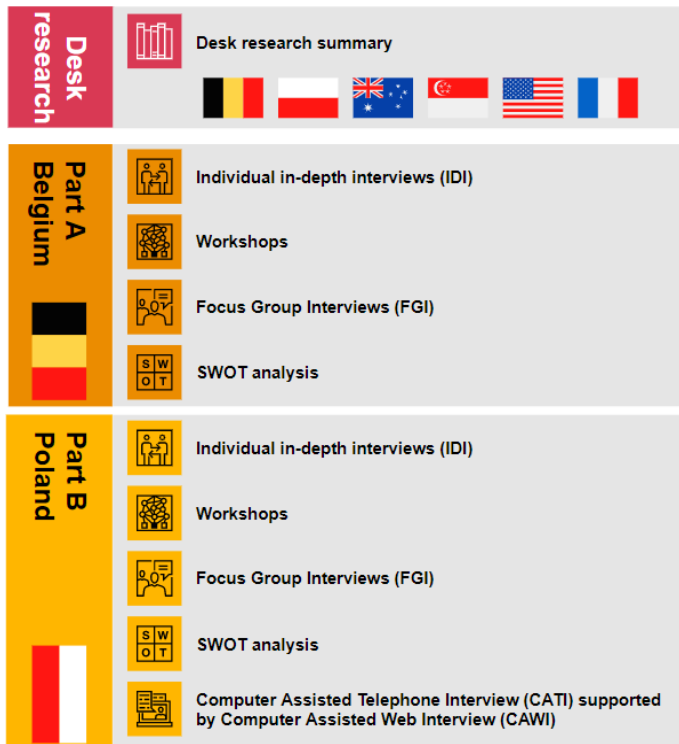 Desk
research
Desk research summary
Part A
Belgium
Individual in-depth interviews (IDI)
Workshops
Focus Group Interviews (FGI)
S W
O T
SWOT analysis
Part B
Poland
Individual in-depth interviews (IDI)
Workshops
Focus Group Interviews (FGI)
S W
O T
SWOT analysis
Computer Assisted Telephone Interview (CATI) supported
by Computer Assisted Web Interview (CAWI)